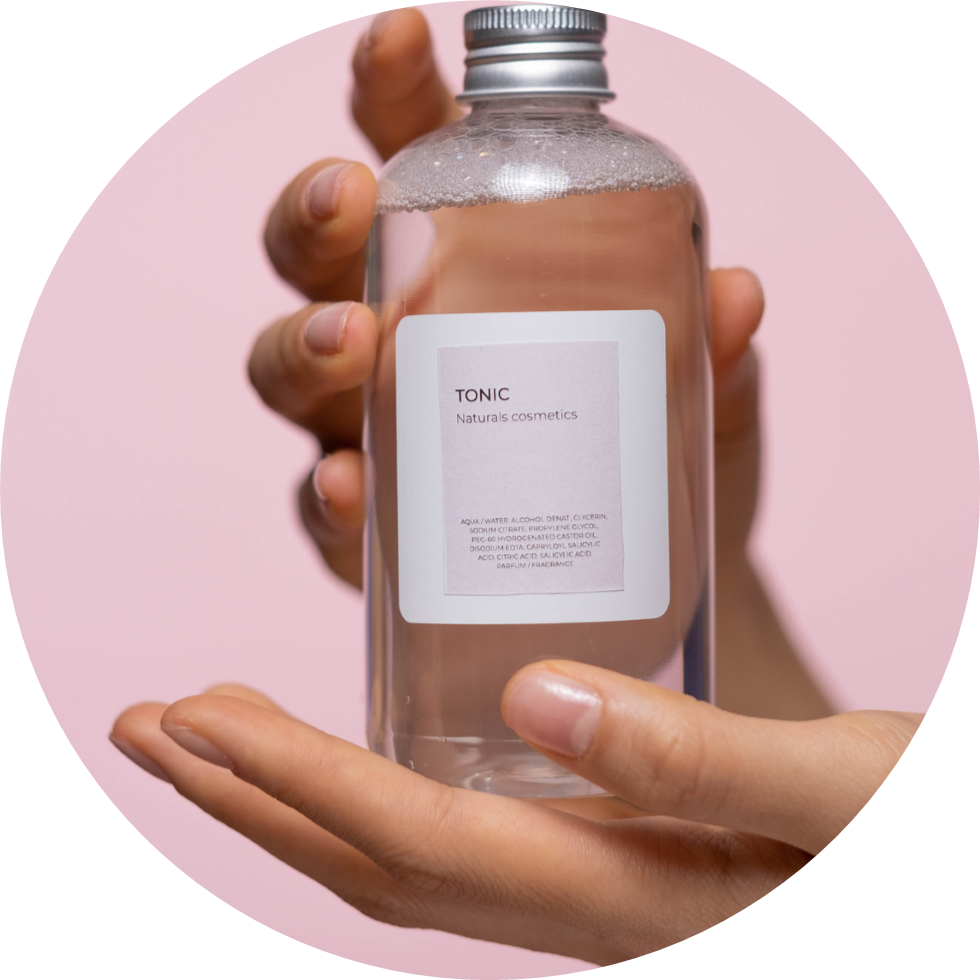 TONIC
Naturals cosmetics
AQUA / WATER, ALCOHOL DENAT., GLYCERIN,
SODIUM CITRATE, PROPYLENE GLYCOL,
PEG-60 HYDROGENATED CASTOR OIL,
DISODIUM EDTA, CAPRYLOYL SALICYLIC
ACID, CITRIC ACID, SALICYLIC ACID,
PARFUM / FRAGRANCE